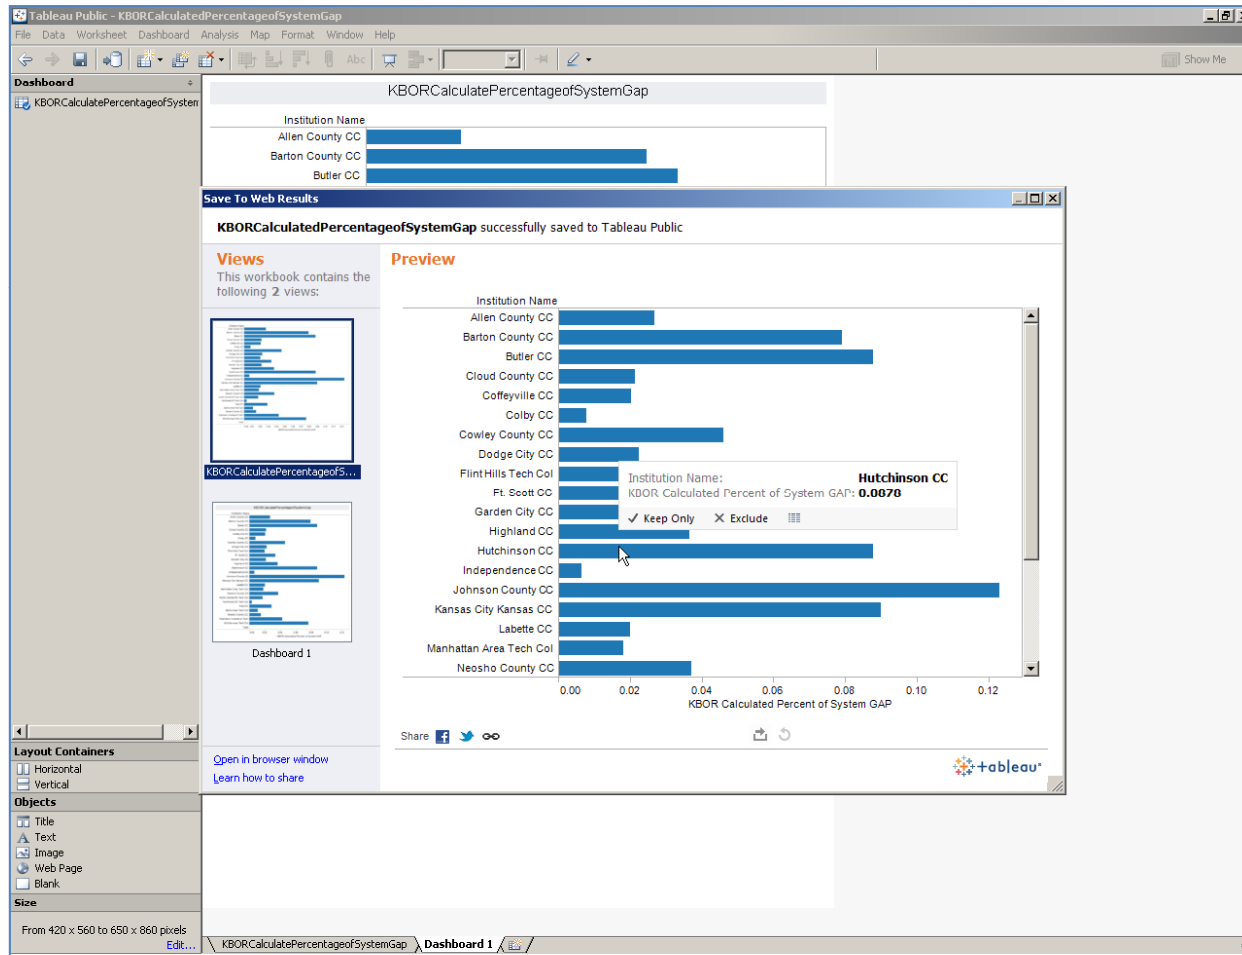 Tableau Public - KBORCalculatedPercentageofSystemGap
File Data Worksheet Dashboard Analysis Map Format Window Help
Abc
Show Me
Dashboard
KBORCalculatePercentageofSystem
KBORCalculatePercentageofSystemGap
Institution Name
Allen County CC
Barton County CC
Butler CC
Save To Web Results
KBORCalculatedPercentageofSystemGap successfully saved to Tableau Public
Views
This workbook contains the
following 2 views:
KBORCalculatePercentageofS...
Dashboard 1
Open in browser window
Learn how to share
Preview
Institution Name
Allen County CC
Barton County CC
Butler CC
Cloud County CC
Coffeyville CC
Colby CC
Cowley County CC
Dodge City CC
Flint Hills Tech Col
Ft. Scott CC
Garden City CC
Highland CC
Hutchinson CC
Independence CC
Johnson County CC
Kansas City Kansas CC
Labette CC
Manhattan Area Tech Col
Neosho County CC
Institution Name: Hutchinson CC
KBOR Calculated Percent of System GAP: 0.0878
Keep Only Exclude
0.00 0.02 0.04 0.06 0.08 0.10 0.12
KBOR Calculated Percent of System GAP
Share
+ableau
Layout Containers
Horizontal
Vertical
Objects
Title
Text
Image
Web Page
Blank
Size
From 420 x 560 to 650 x 860 pixels
Edit...
KBORCalculatePercentageofSystemGap Dashboard 1